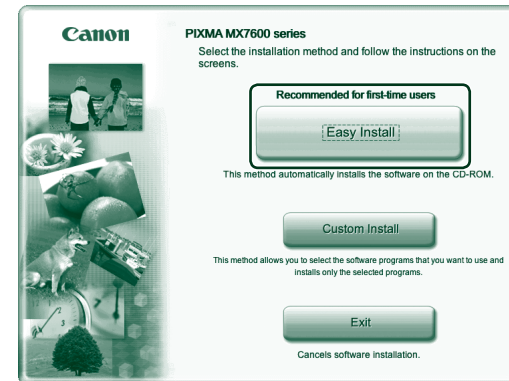 Canon
PIXMA MX7600 series
Select the installation method and follow the instructions on the
screens.
Recommended for first-time users
Easy Install
This method automatically installs the software on the CD-ROM.
Custom Install
This method allows you to select the software programs that you want to use and
installs only the selected programs.
Exit
Cancels software installation.